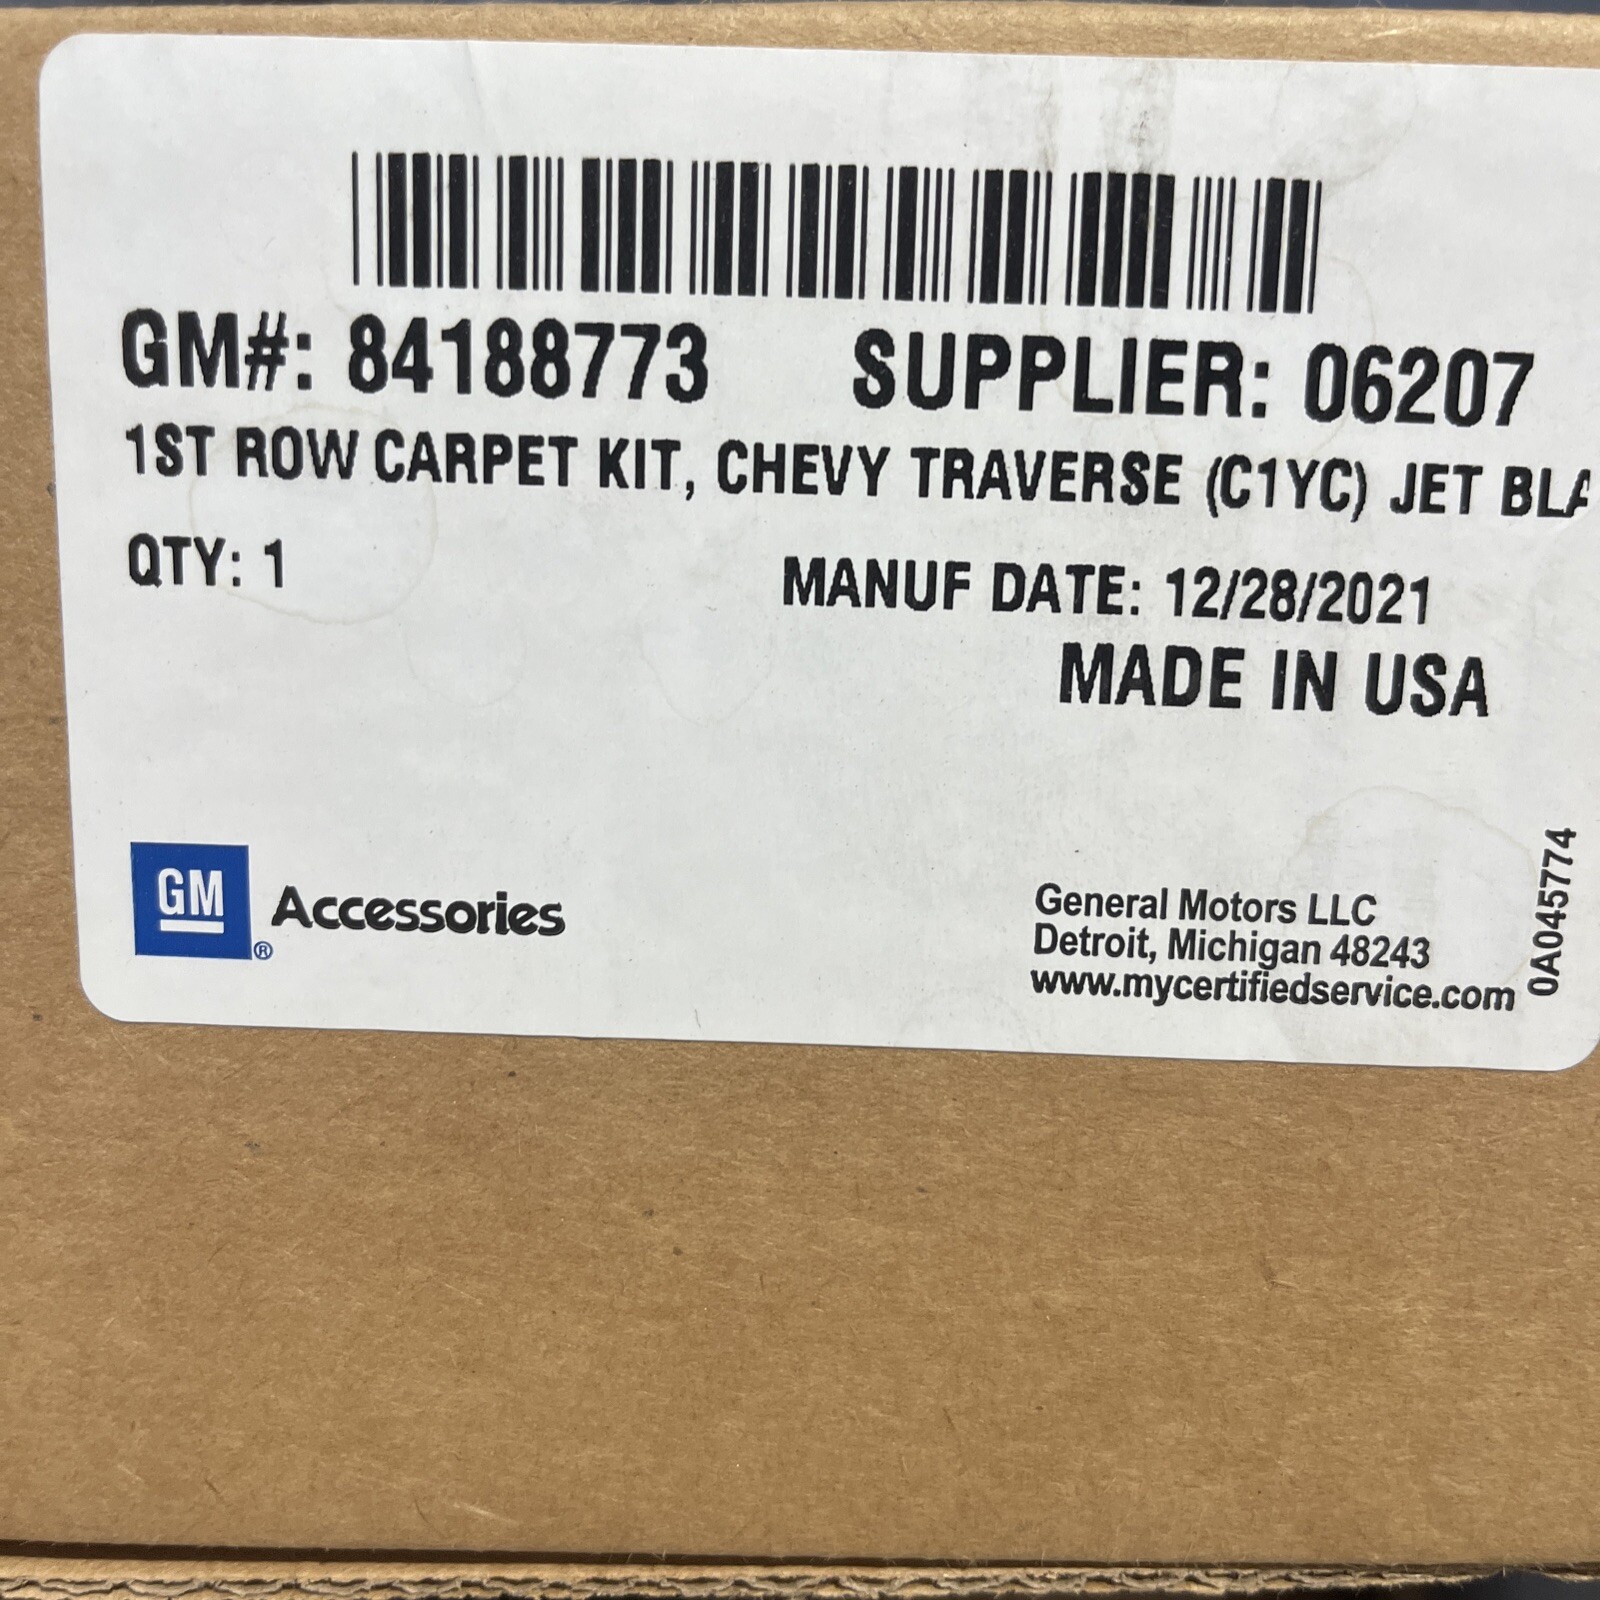 GM#: 84188773 SUPPLIER: 06207
1ST ROW CARPET KIT, CHEVY TRAVERSE (C1YC) JET BLA
QTY: 1 MANUF DATE: 12/28/2021
MADE IN USA
GM® Accessories
General Motors LLC
Detroit, Michigan 48243
www.mycertifiedservice.com
0A045774